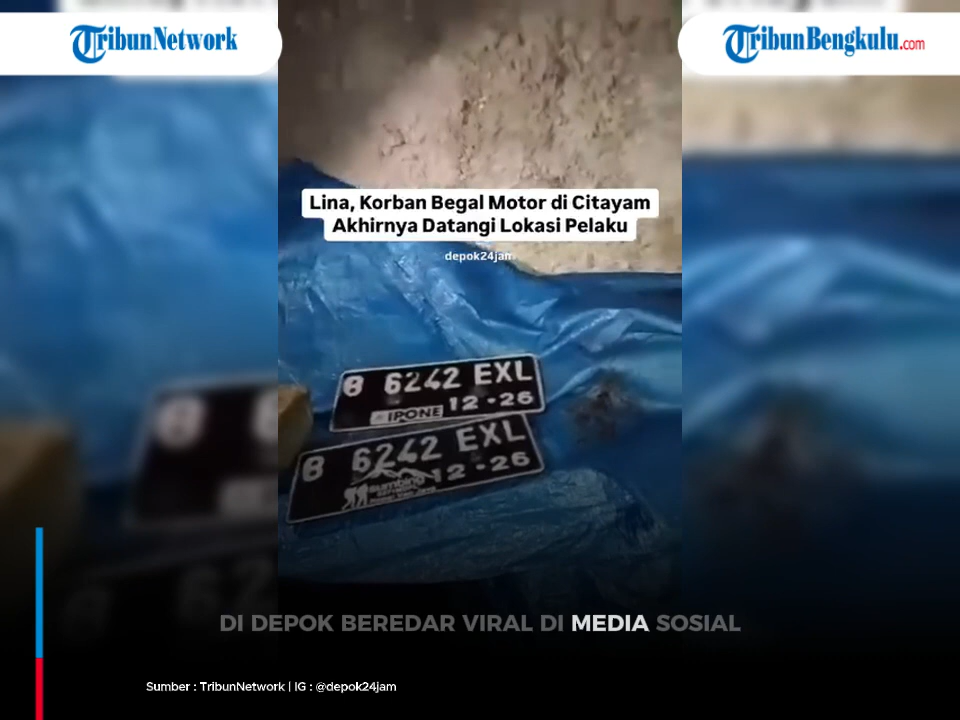 TribunNetwork
TribunBengkulu.com
Lina, Korban Begal Motor di Citayam
Akhirnya Datangi Lokasi Pelaku
depok24jam
B 6242 EXL
IPONE 12-26
B 6242 EXL
sumbing 12-26
DI DEPOK BEREDAR VIRAL DI MEDIA SOSIAL
Sumber : TribunNetwork | IG : @depok24jam